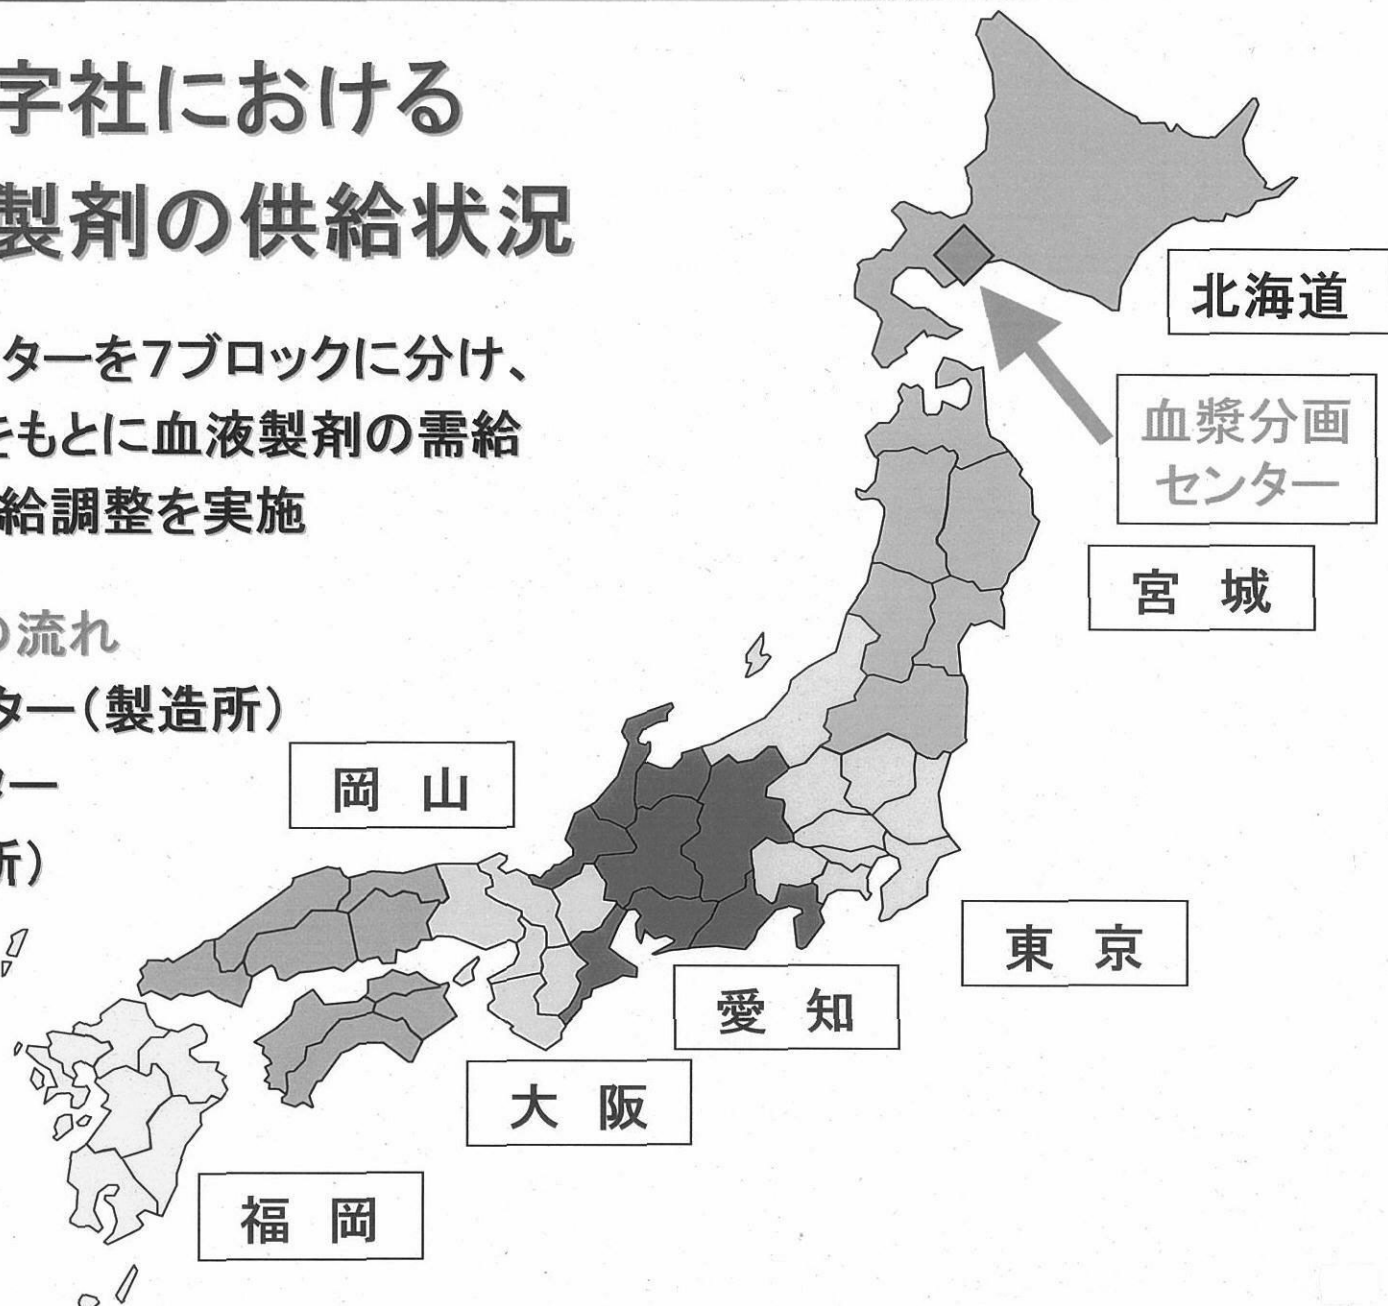 字社における
製剤の供給状況
ターを7ブロックに分け、
をもとに血液製剤の需給
給調整を実施
の流れ
ター(製造所)
ター
所)
北海道
血漿分画
センター
宮 城
岡 山
東 京
愛 知
大 阪
福 岡